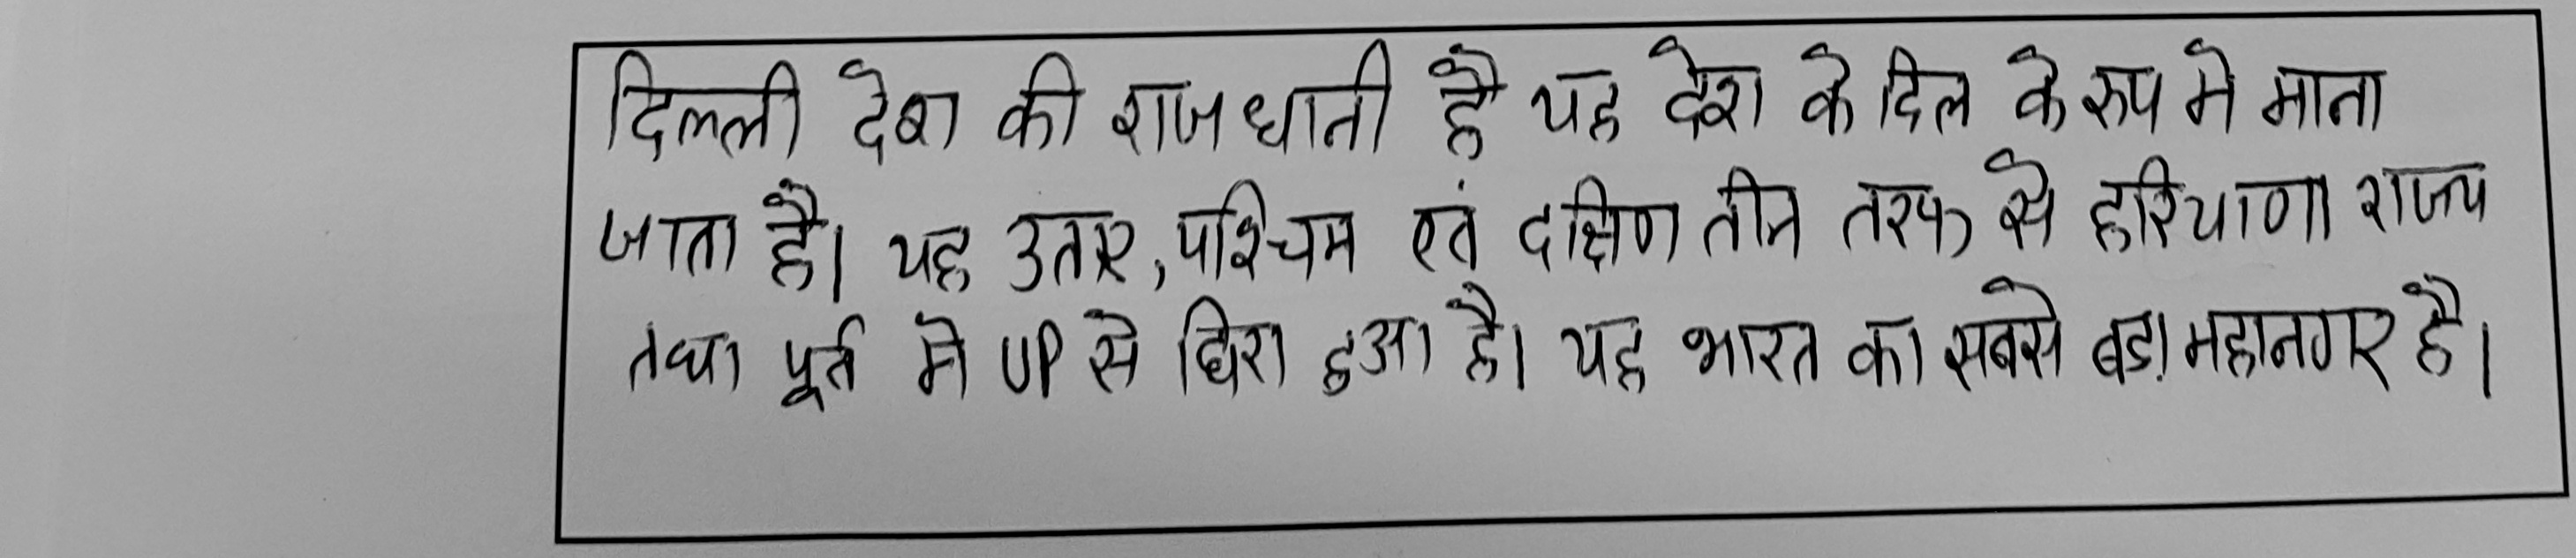 दिल्ली देश की राजधानी है यह देश के दिल के रूप मे माना
जाता है। यह उतर, पश्चिम एवं दक्षिण तीन तरफ से हरियाणा राज्य
तथा पूर्व मे UP से घिरा हुआ है। यह भारत का सबसे बड़ा महानगर है।